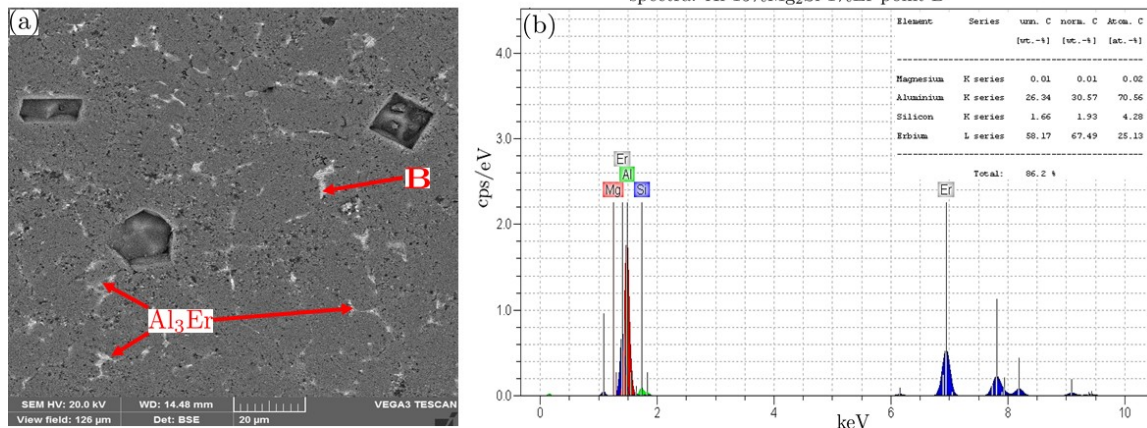 (a)
B
Al₃Er
SEM HV: 20.0 kV WD: 14.48 mm VEGA3 TESCAN
View field: 126 µm Det: BSE 20 µm
(b)
cps/eV
4.0
3.0
2.0
1.0
0.0
Er
Al
Mg Si
Er
0 2 4 6 8 10
keV
Element Series unn. C norm. C Atom. C
[wt.-%] [wt.-%] [at.-%]
Magnesium K series 0.01 0.01 0.02
Aluminium K series 26.34 30.57 70.56
Silicon K series 1.66 1.93 4.28
Erbium L series 58.17 67.49 25.13
Total: 86.2 %